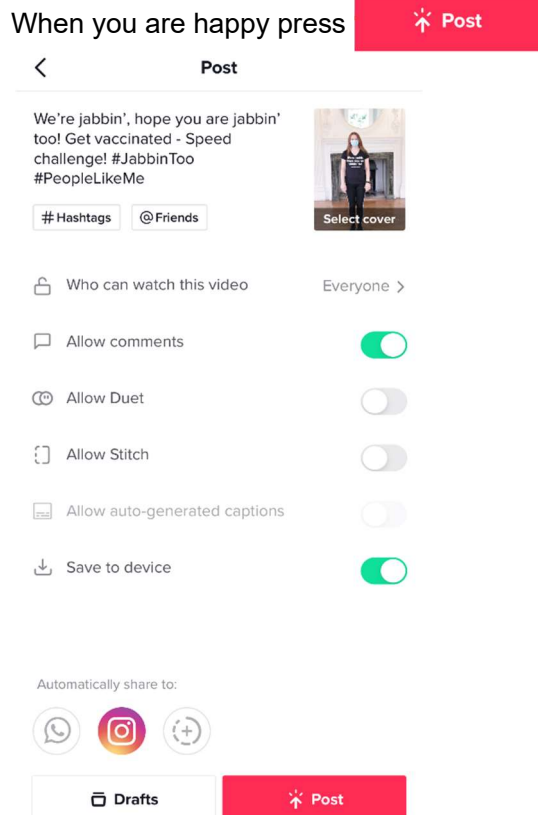 When you are happy press
Post
Post
We're jabbin', hope you are jabbin'
too! Get vaccinated - Speed
challenge! #JabbinToo
#PeopleLikeMe
# Hashtags
@ Friends
Select cover
Who can watch this video
Everyone
Allow comments
Allow Duet
Allow Stitch
Allow auto-generated captions
Save to device
Automatically share to:
Drafts
Post